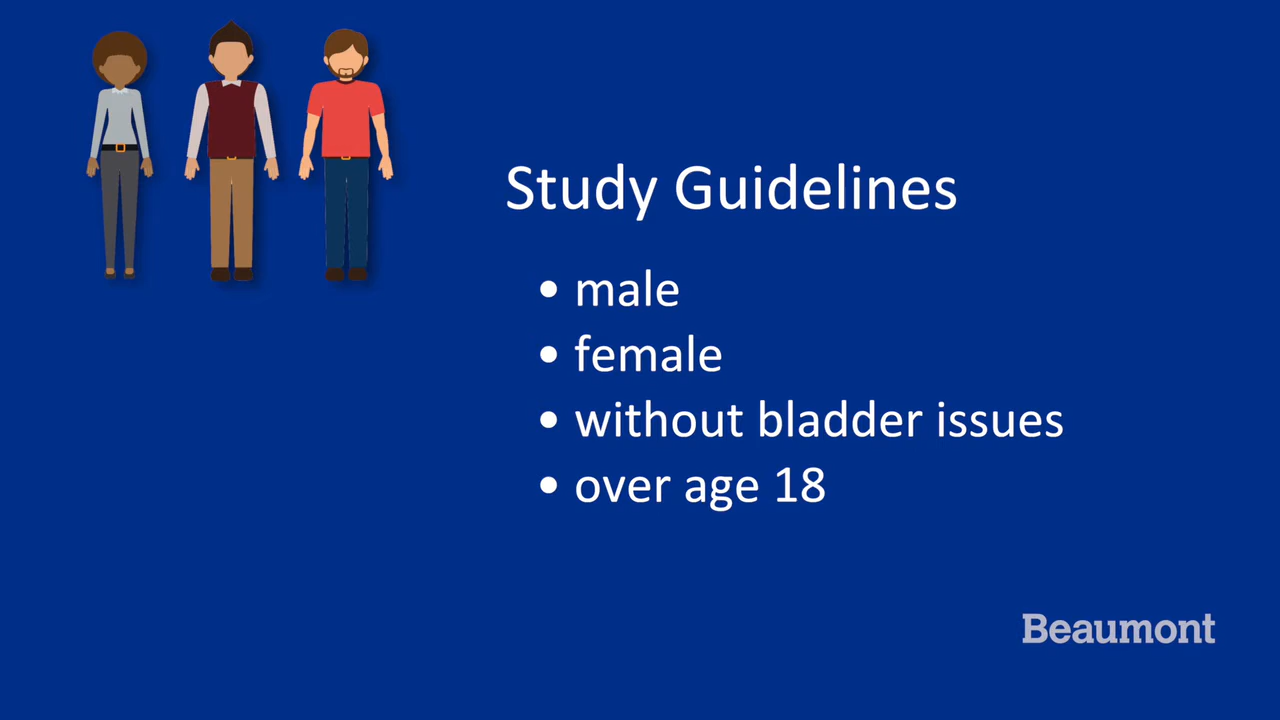 Study Guidelines
• male
• female
• without bladder issues
• over age 18
Beaumont